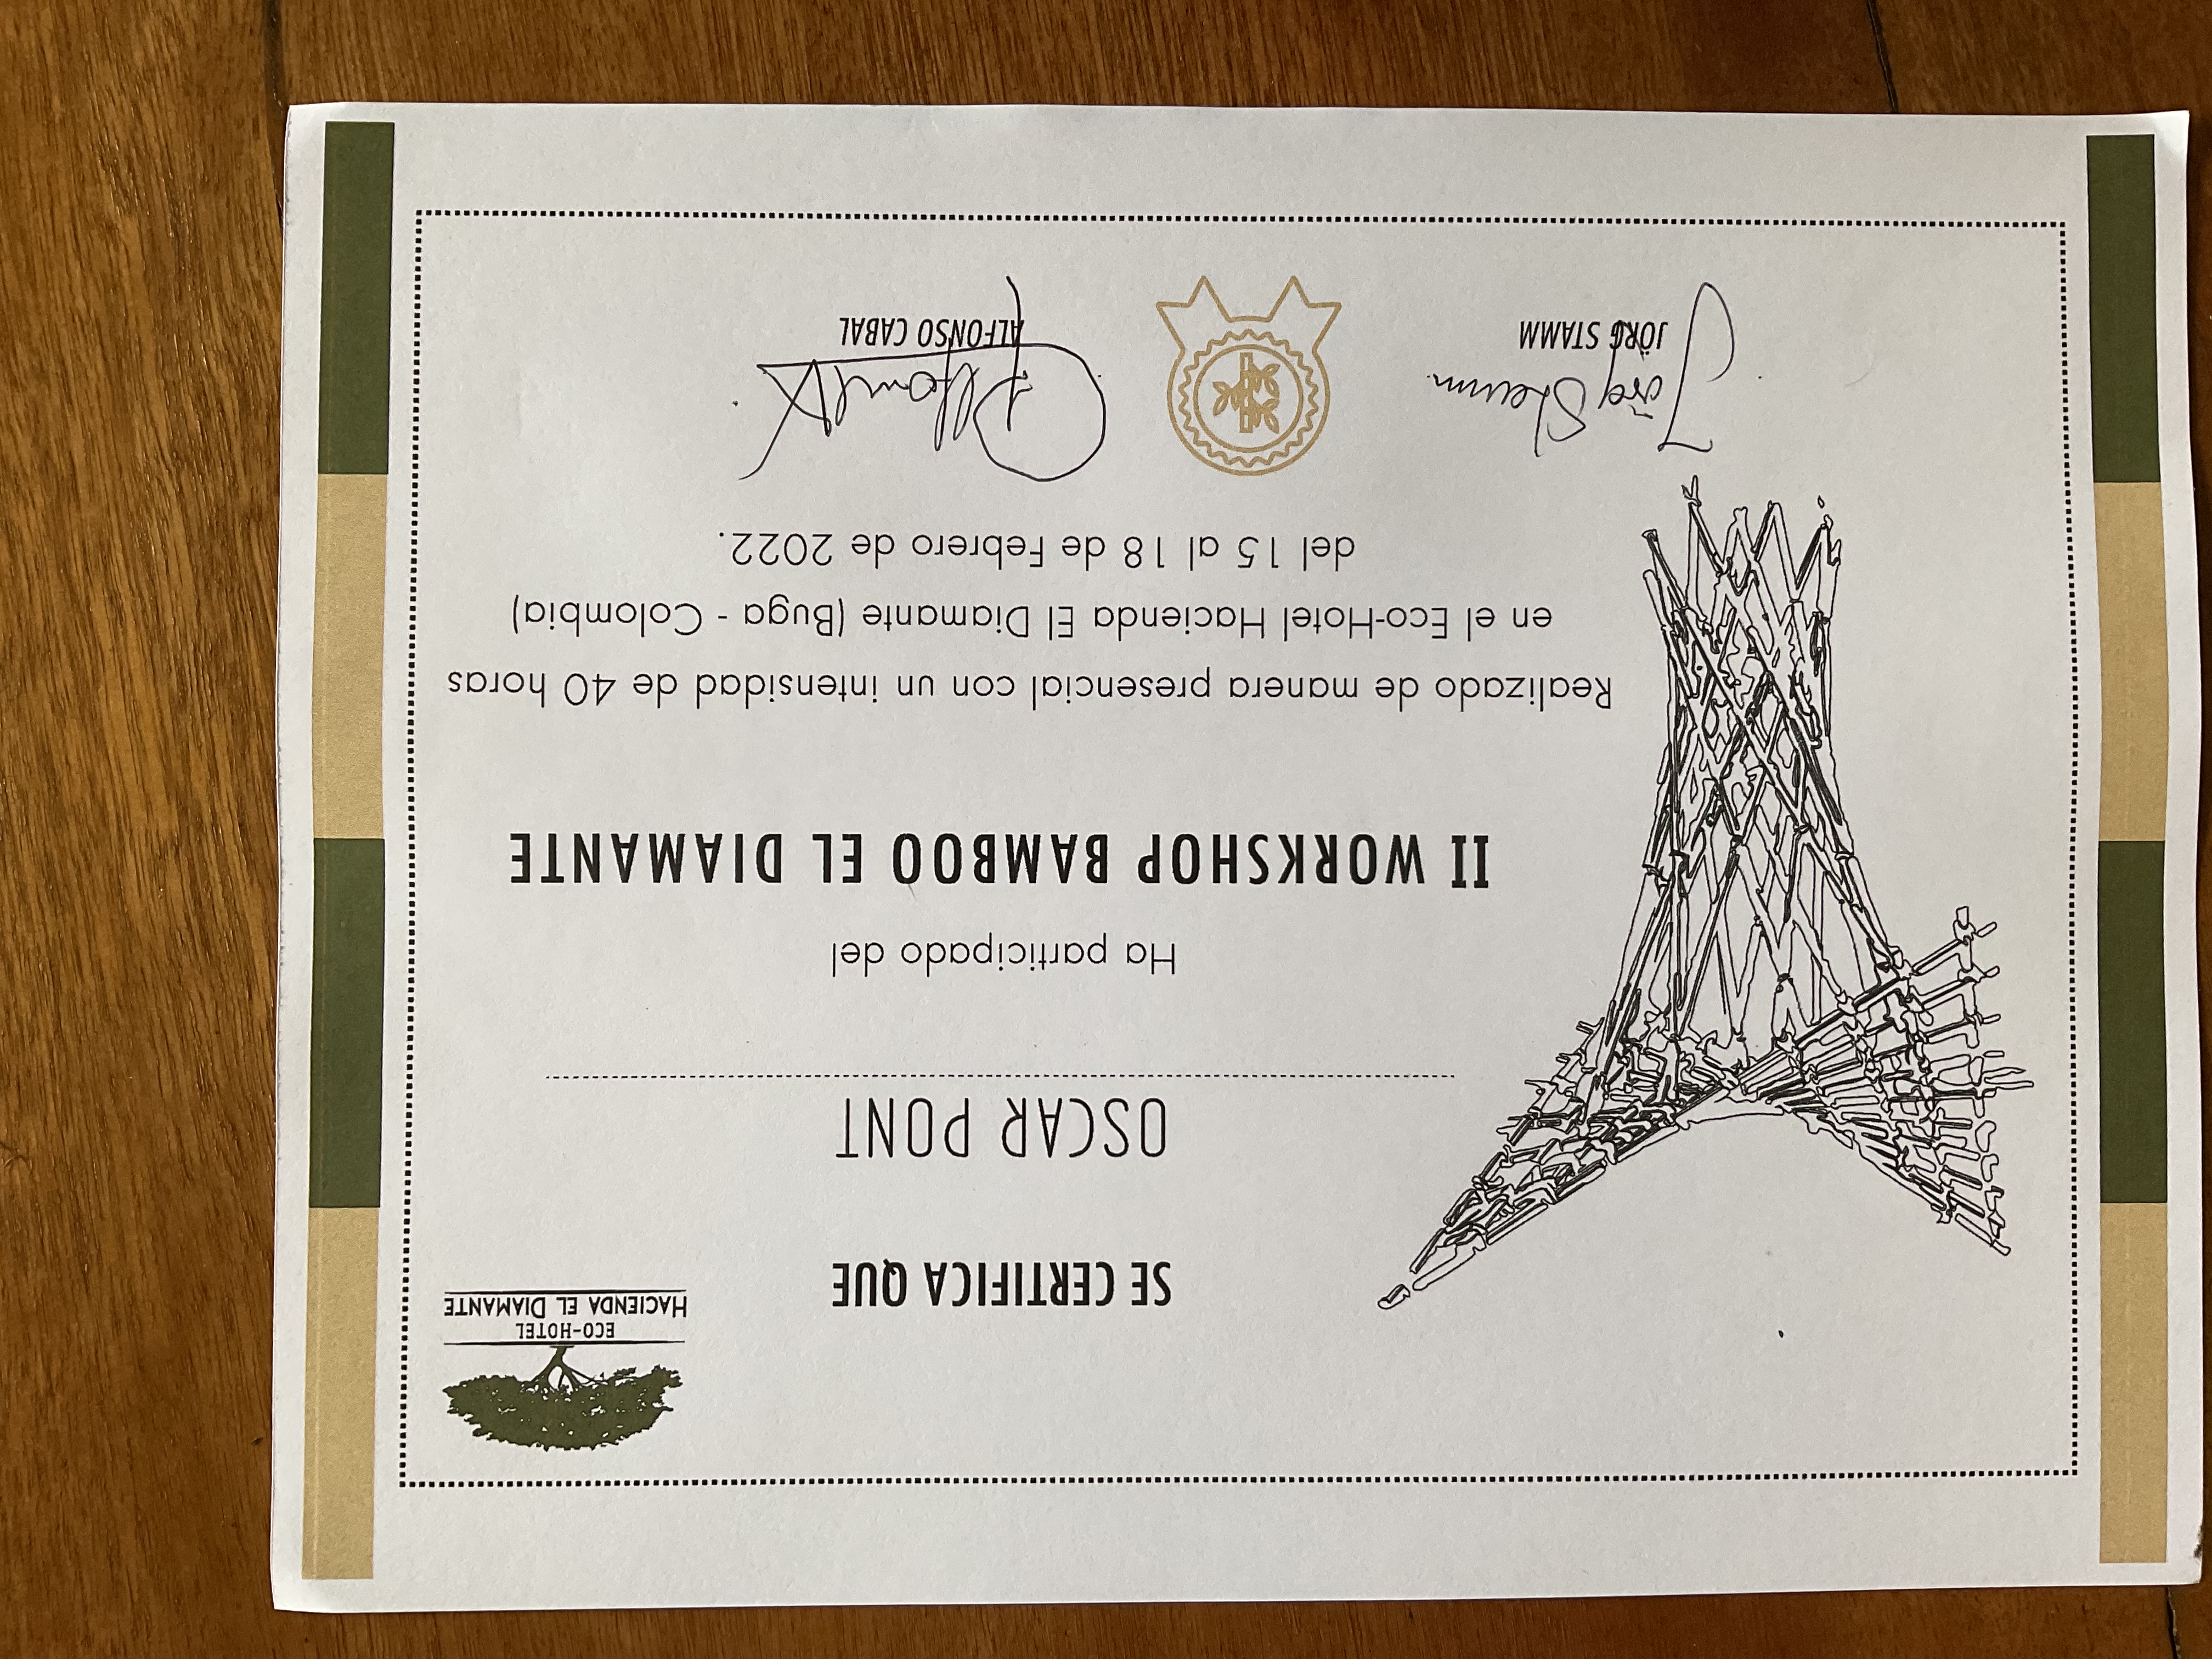 ECO-HOTEL
HACIENDA EL DIAMANTE
SE CERTIFICA QUE
OSCAR PONT
Ha participado del
II WORKSHOP BAMBOO EL DIAMANTE
Realizado de manera presencial con un intensidad de 40 horas
en el Eco-Hotel Hacienda El Diamante (Buga - Colombia)
del 15 al 18 de Febrero de 2022.
Jörg Stamm
JÖRG STAMM
ALFONSO CABAL